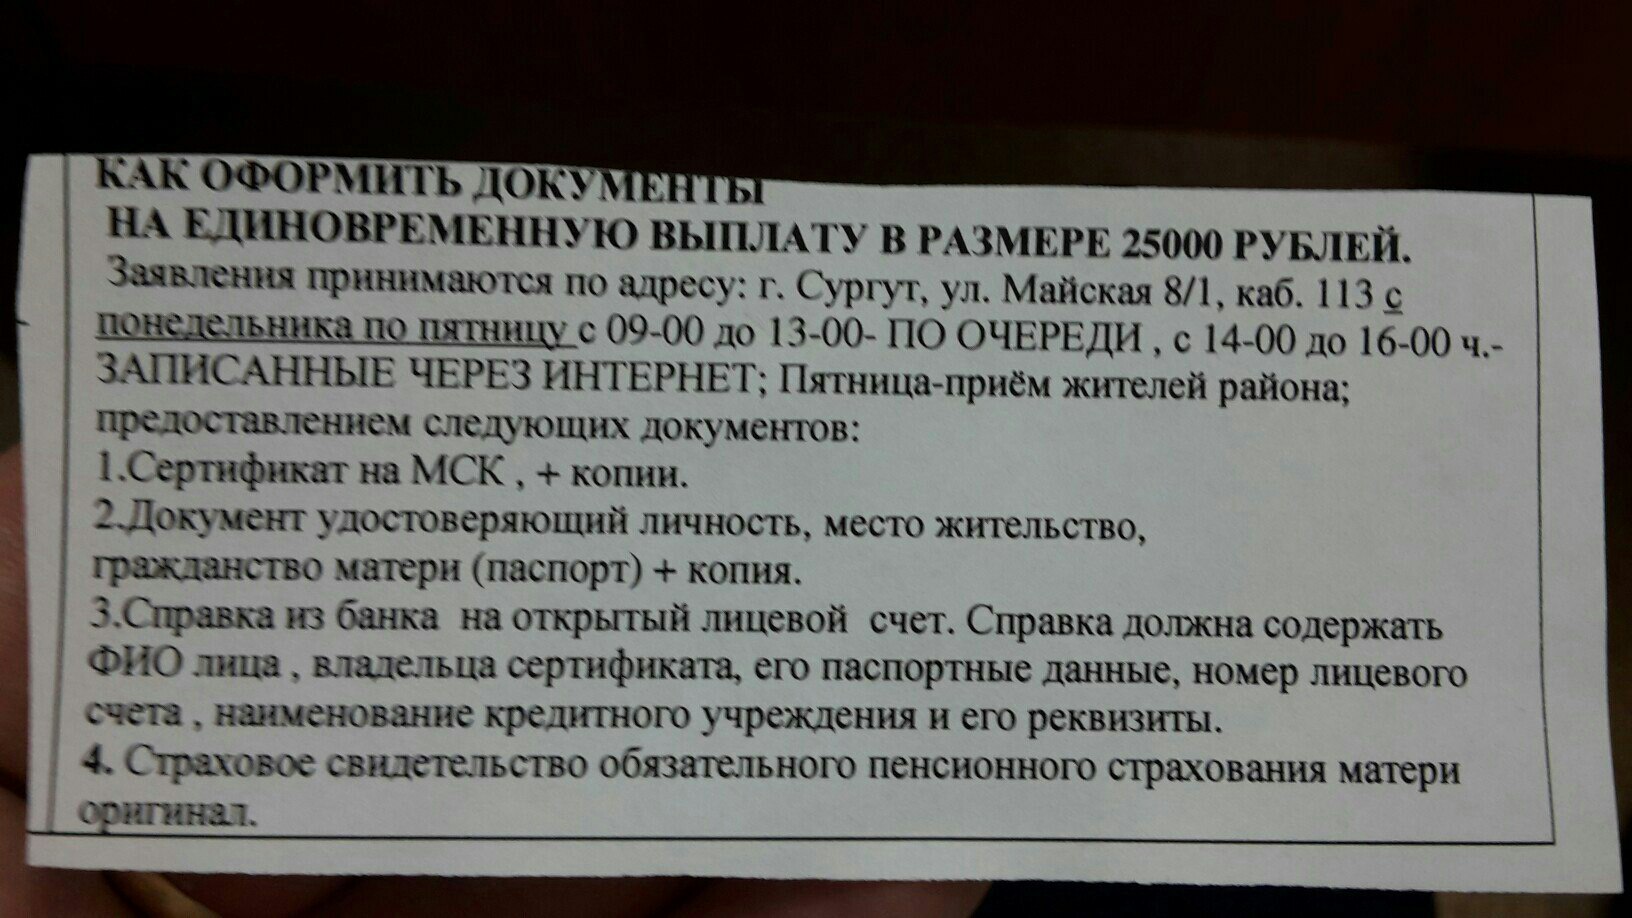 КАК ОФОРМИТЬ ДОКУМЕНТЫ
НА ЕДИНОВРЕМЕННУЮ ВЫПЛАТУ В РАЗМЕРЕ 25000 РУБЛЕЙ.
Заявления принимаются по адресу: г. Сургут, ул. Майская 8/1, каб. 113 с
понедельника по пятницу с 09-00 до 13-00- ПО ОЧЕРЕДИ , с 14-00 до 16-00 ч.-
ЗАПИСАННЫЕ ЧЕРЕЗ ИНТЕРНЕТ; Пятница-приём жителей района;
предоставлением следующих документов:
1.Сертификат на МСК , + копии.
2.Документ удостоверяющий личность, место жительство,
гражданство матери (паспорт) + копия.
3.Справка из банка на открытый лицевой счет. Справка должна содержать
ФИО лица , владельца сертификата, его паспортные данные, номер лицевого
счета , наименование кредитного учреждения и его реквизиты.
4. Страховое свидетельство обязательного пенсионного страхования матери
оригинал.